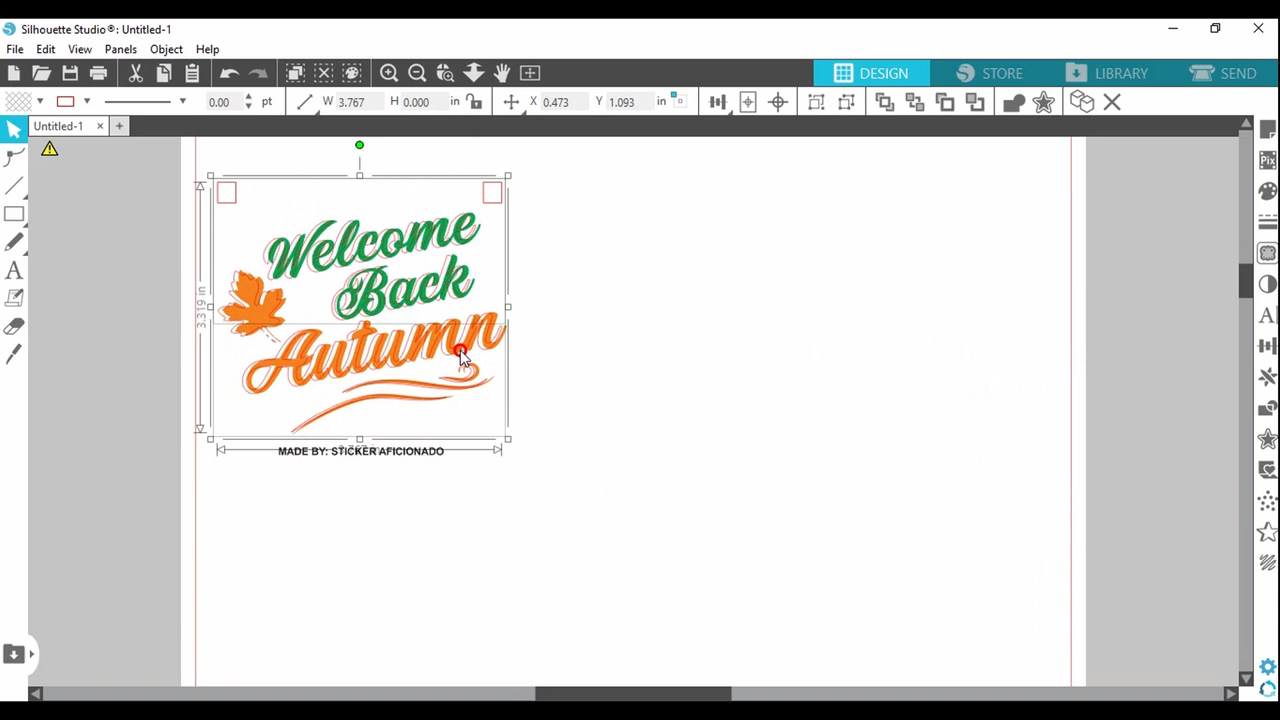 Silhouette Studio®: Untitled-1
File Edit View Panels Object Help
DESIGN STORE LIBRARY SEND
0.00 pt W 3.767 H 0.000 in X 0.473 Y 1.093 in
Untitled-1
Pix
A
A
3.319 in
Welcome
Back
Autumn
MADE BY: STICKER AFICIONADO